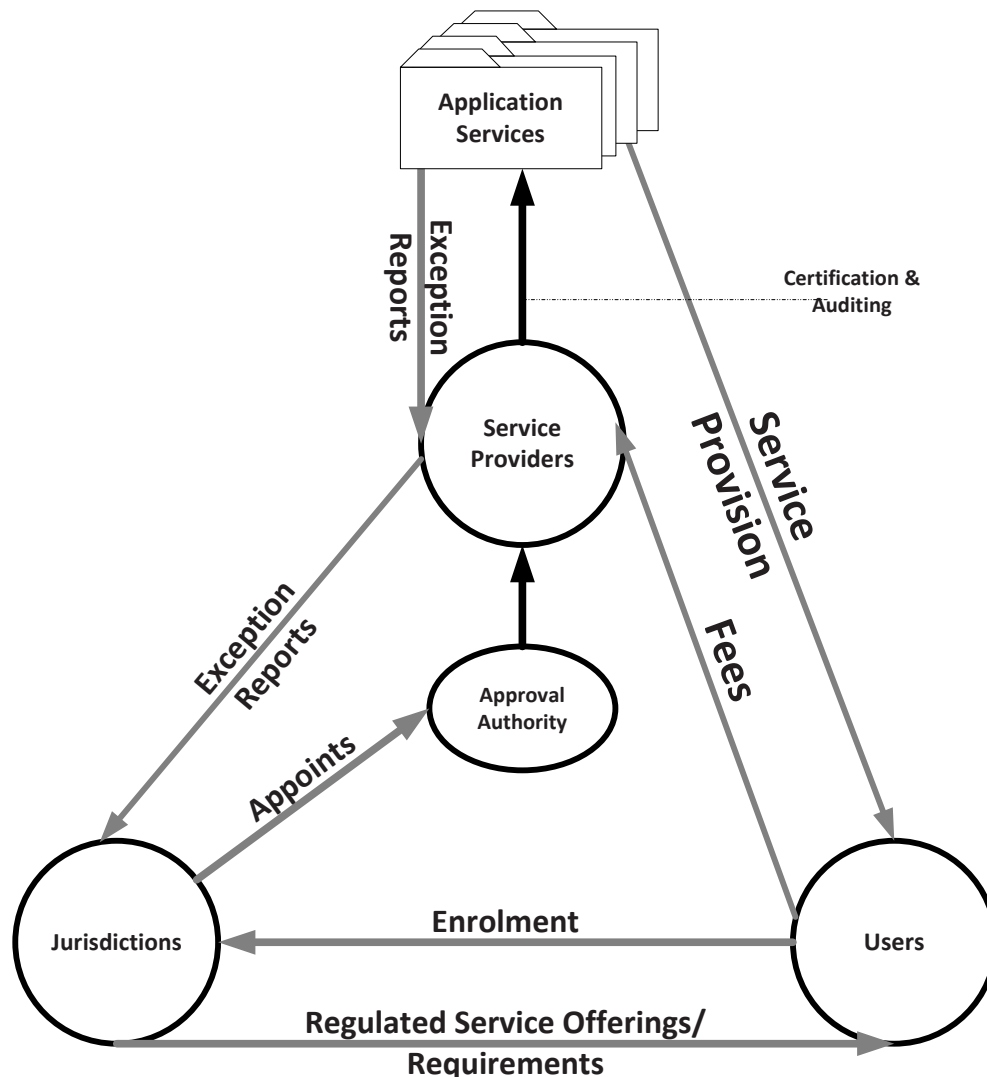 Application
Services
Exception
Reports
Certification &
Auditing
Service
Providers
Service
Provision
Fees
Exception
Reports
Approval
Authority
Appoints
Enrolment
Jurisdictions
Users
Regulated Service Offerings/
Requirements